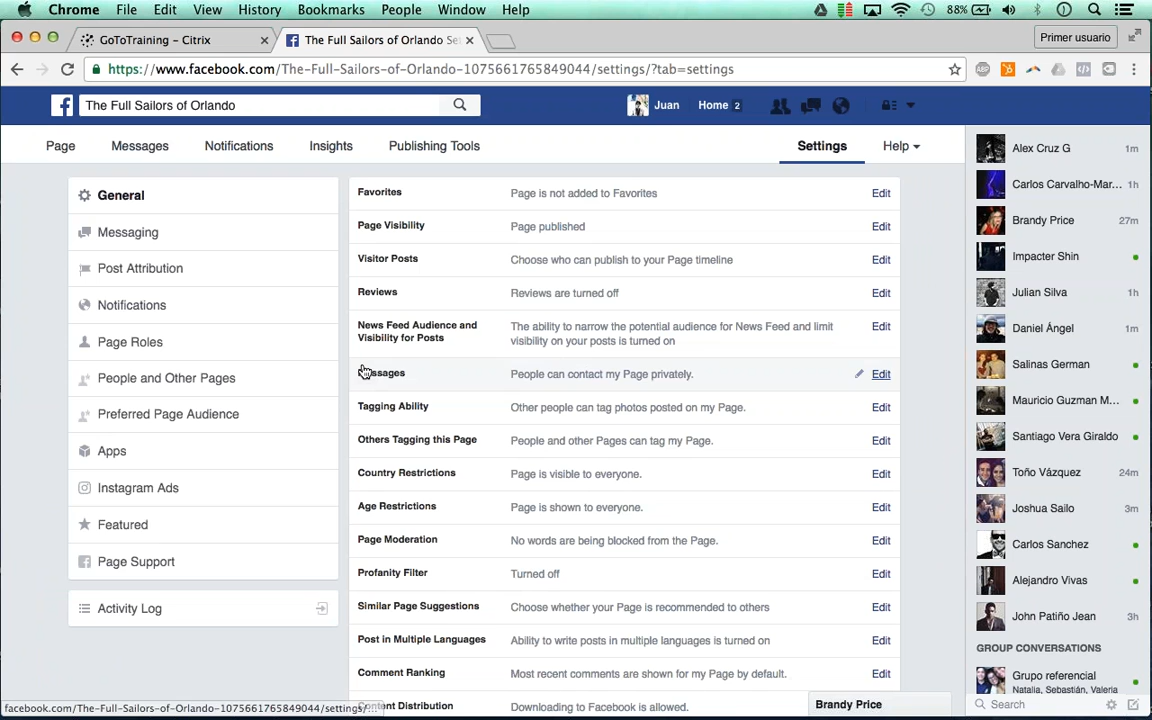 Chrome File Edit View History Bookmarks People Window Help 88%
GoToTraining - Citrix The Full Sailors of Orlando Se Primer usuario
https://www.facebook.com/The-Full-Sailors-of-Orlando-1075661765849044/settings/?tab=settings ABP
The Full Sailors of Orlando Juan Home 2
Page Messages Notifications Insights Publishing Tools Settings Help
General
Messaging
Post Attribution
Notifications
Page Roles
People and Other Pages
Preferred Page Audience
Apps
Instagram Ads
Featured
Page Support
Activity Log
Favorites Page is not added to Favorites Edit
Page Visibility Page published Edit
Visitor Posts Choose who can publish to your Page timeline Edit
Reviews Reviews are turned off Edit
News Feed Audience and Visibility for Posts The ability to narrow the potential audience for News Feed and limit visibility on your posts is turned on Edit
ssages People can contact my Page privately. Edit
Tagging Ability Other people can tag photos posted on my Page. Edit
Others Tagging this Page People and other Pages can tag my Page. Edit
Country Restrictions Page is visible to everyone. Edit
Age Restrictions Page is shown to everyone. Edit
Page Moderation No words are being blocked from the Page. Edit
Profanity Filter Turned off Edit
Similar Page Suggestions Choose whether your Page is recommended to others Edit
Post in Multiple Languages Ability to write posts in multiple languages is turned on Edit
Comment Ranking Most recent comments are shown for my Page by default. Edit
ntent Distribution Downloading to Facebook is allowed.
Alex Cruz G 1m
Carlos Carvalho-Mar... 1h
Brandy Price 27m
Impacter Shin
Julian Silva 1h
Daniel Ángel 1m
Salinas German
Mauricio Guzman M...
Santiago Vera Giraldo
Toño Vázquez 24m
Joshua Sailo 3m
Carlos Sanchez
Alejandro Vivas
John Patiño Jean 3h
GROUP CONVERSATIONS
Grupo referencial
Natalia, Sebastián, Valeria
Search
Brandy Price
facebook.com/The-Full-Sailors-of-Orlando-1075661765849044/settings/...